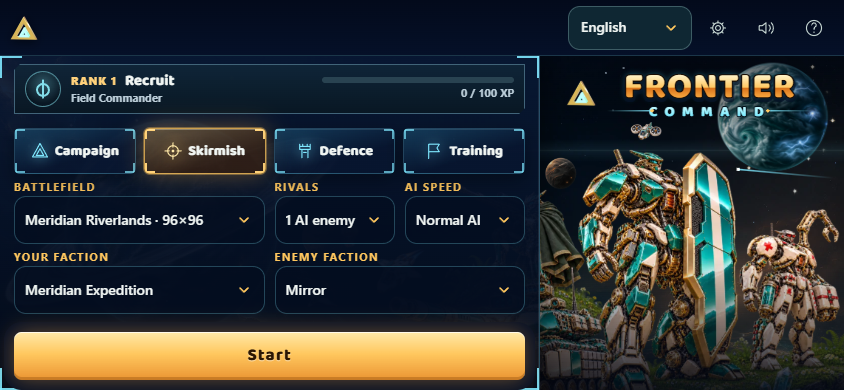 English
RANK 1 Recruit
Field Commander
0 / 100 XP
Campaign
Skirmish
Defence
Training
BATTLEFIELD
RIVALS
AI SPEED
Meridian Riverlands · 96×96
1 AI enemy
Normal AI
YOUR FACTION
ENEMY FACTION
Meridian Expedition
Mirror
Start
FRONTIER
COMMAND